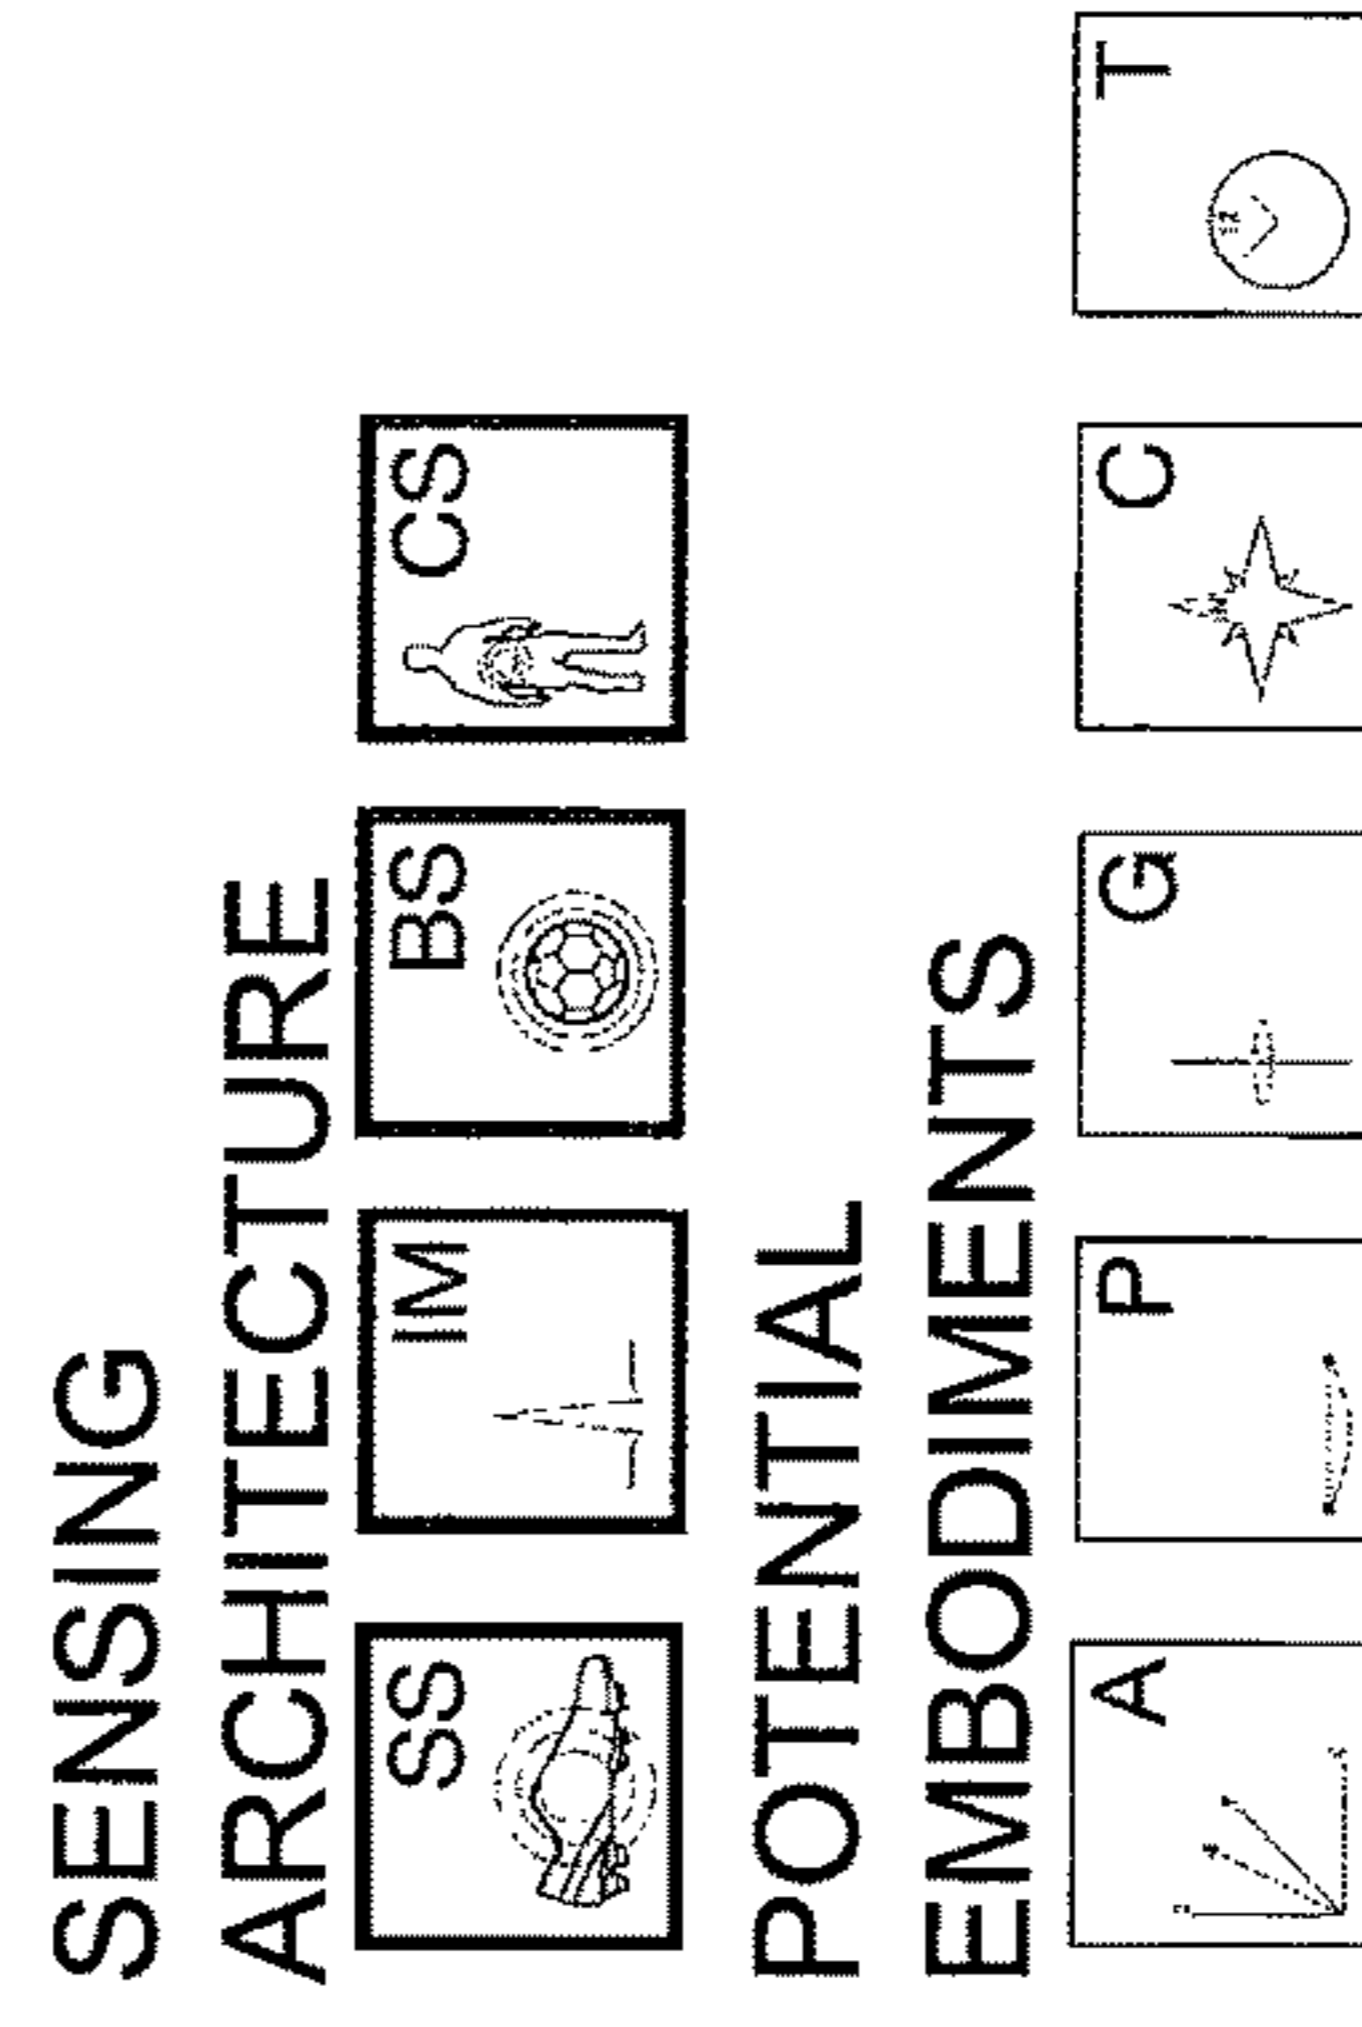 SENSING
ARCHITECTURE
SS IM BS CS
POTENTIAL
EMBODIMENTS
A P G C T